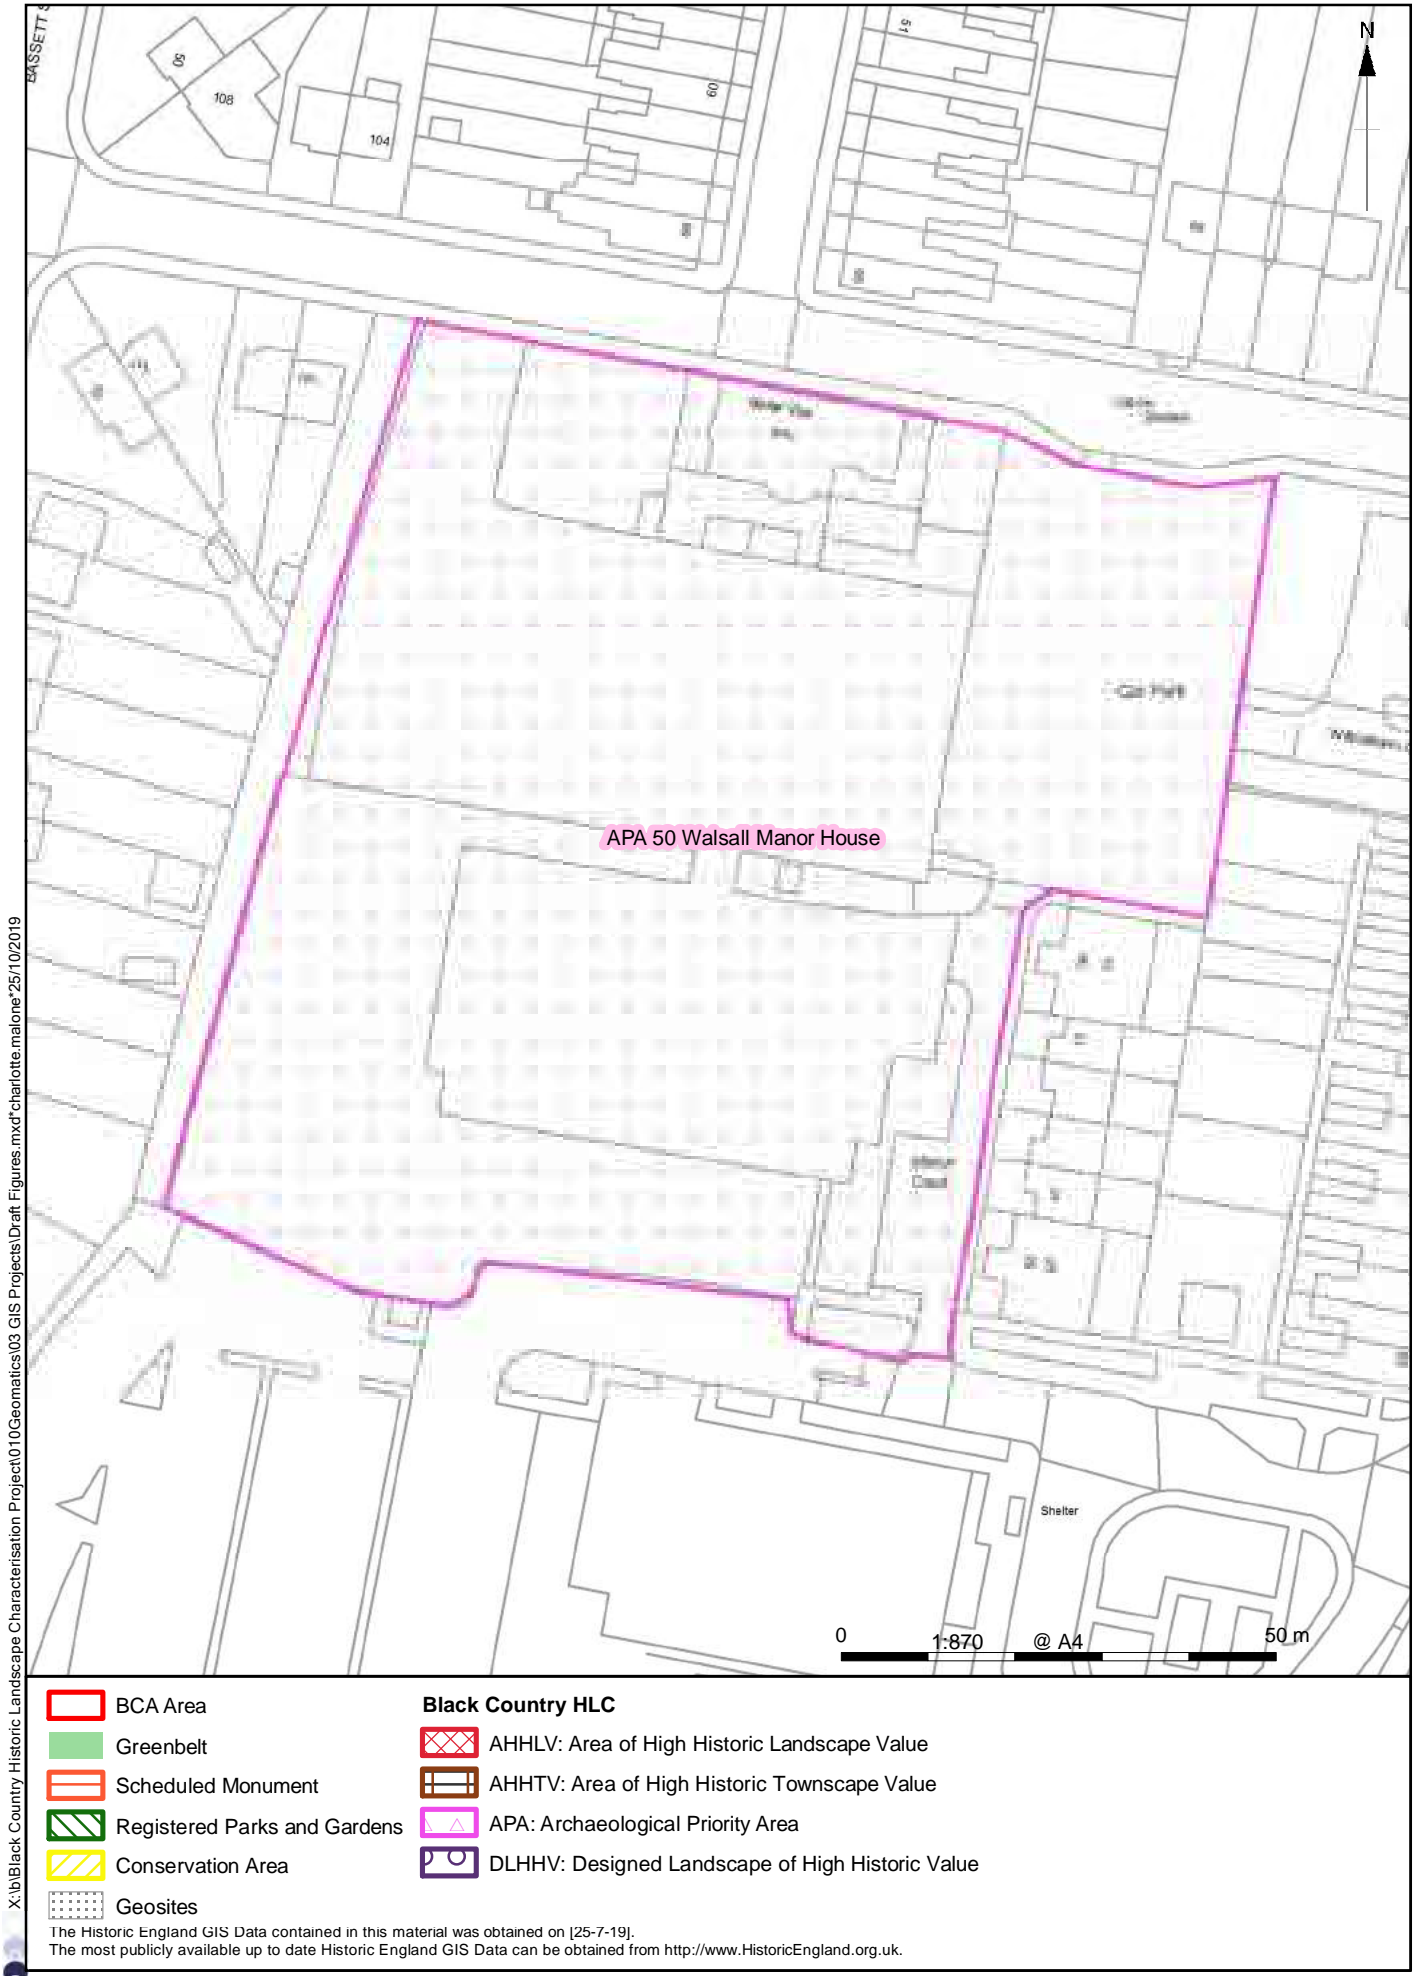 BASSETT S
50
108
104
60
51
N
APA 50 Walsall Manor House
Car Park
Shelter
0
1:870 @ A4
50 m
BCA Area
Greenbelt
Scheduled Monument
Registered Parks and Gardens
Conservation Area
Geosites
Black Country HLC
AHHLV: Area of High Historic Landscape Value
AHHTV: Area of High Historic Townscape Value
APA: Archaeological Priority Area
DLHHV: Designed Landscape of High Historic Value
The Historic England GIS Data contained in this material was obtained on [25-7-19].
The most publicly available up to date Historic England GIS Data can be obtained from http://www.HistoricEngland.org.uk.
X:\b\Black Country Historic Landscape Characterisation Project\010Geomatics\03 GIS Projects\Draft Figures.mxd*charlotte.malone*25/10/2019